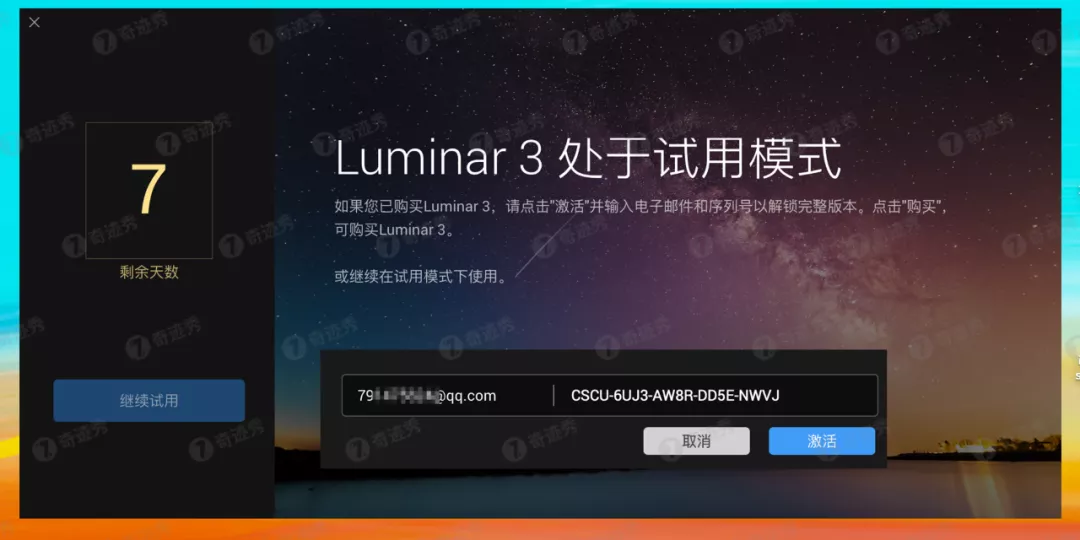 7
剩余天数
继续试用
Luminar 3 处于试用模式
如果您已购买Luminar 3，请点击"激活"并输入电子邮件和序列号以解锁完整版本。点击"购买"，
可购买Luminar 3。
或继续在试用模式下使用。
79 @qq.com CSCU-6UJ3-AW8R-DD5E-NWVJ
取消 激活
奇迹秀